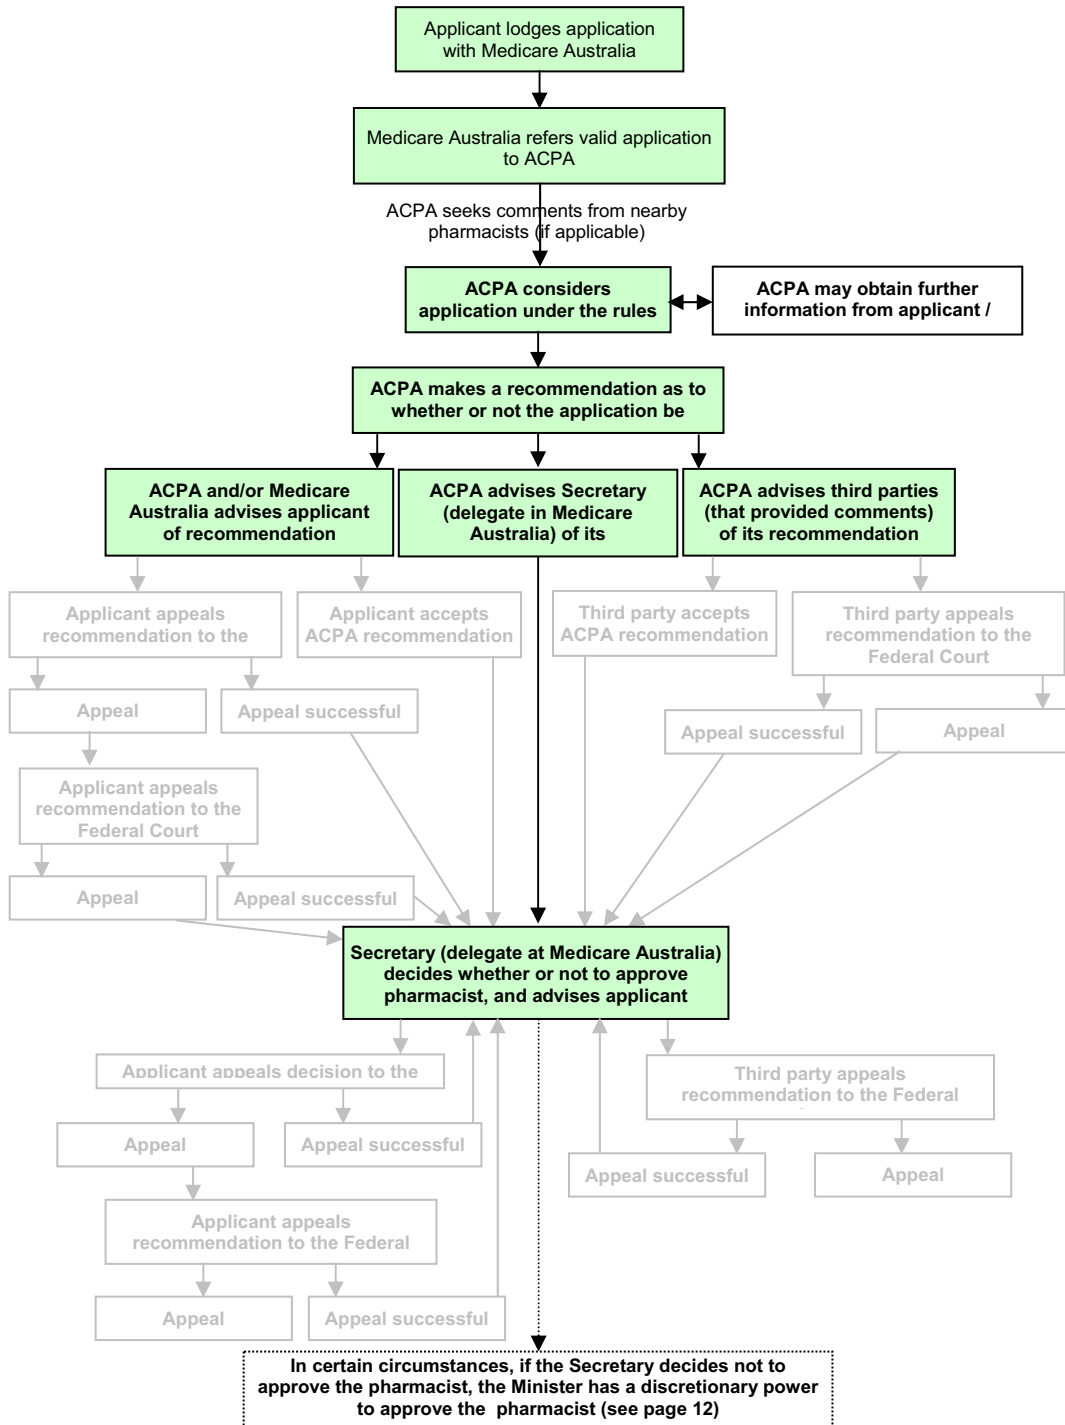 Applicant lodges application
with Medicare Australia
Medicare Australia refers valid application
to ACPA
ACPA seeks comments from nearby
pharmacists (if applicable)
ACPA considers
application under the rules
ACPA may obtain further
information from applicant /
ACPA makes a recommendation as to
whether or not the application be
ACPA and/or Medicare
Australia advises applicant
of recommendation
ACPA advises Secretary
(delegate in Medicare
Australia) of its
ACPA advises third parties
(that provided comments)
of its recommendation
Applicant appeals
recommendation to the
Applicant accepts
ACPA recommendation
Third party accepts
ACPA recommendation
Third party appeals
recommendation to the
Federal Court
Appeal
Appeal successful
Appeal successful
Appeal
Applicant appeals
recommendation to the
Federal Court
Appeal
Appeal successful
Secretary (delegate at Medicare Australia)
decides whether or not to approve
pharmacist, and advises applicant
Applicant appeals decision to the
Third party appeals
recommendation to the Federal
Appeal
Appeal successful
Appeal successful
Appeal
Applicant appeals
recommendation to the Federal
Appeal
Appeal successful
In certain circumstances, if the Secretary decides not to
approve the pharmacist, the Minister has a discretionary power
to approve the pharmacist (see page 12)